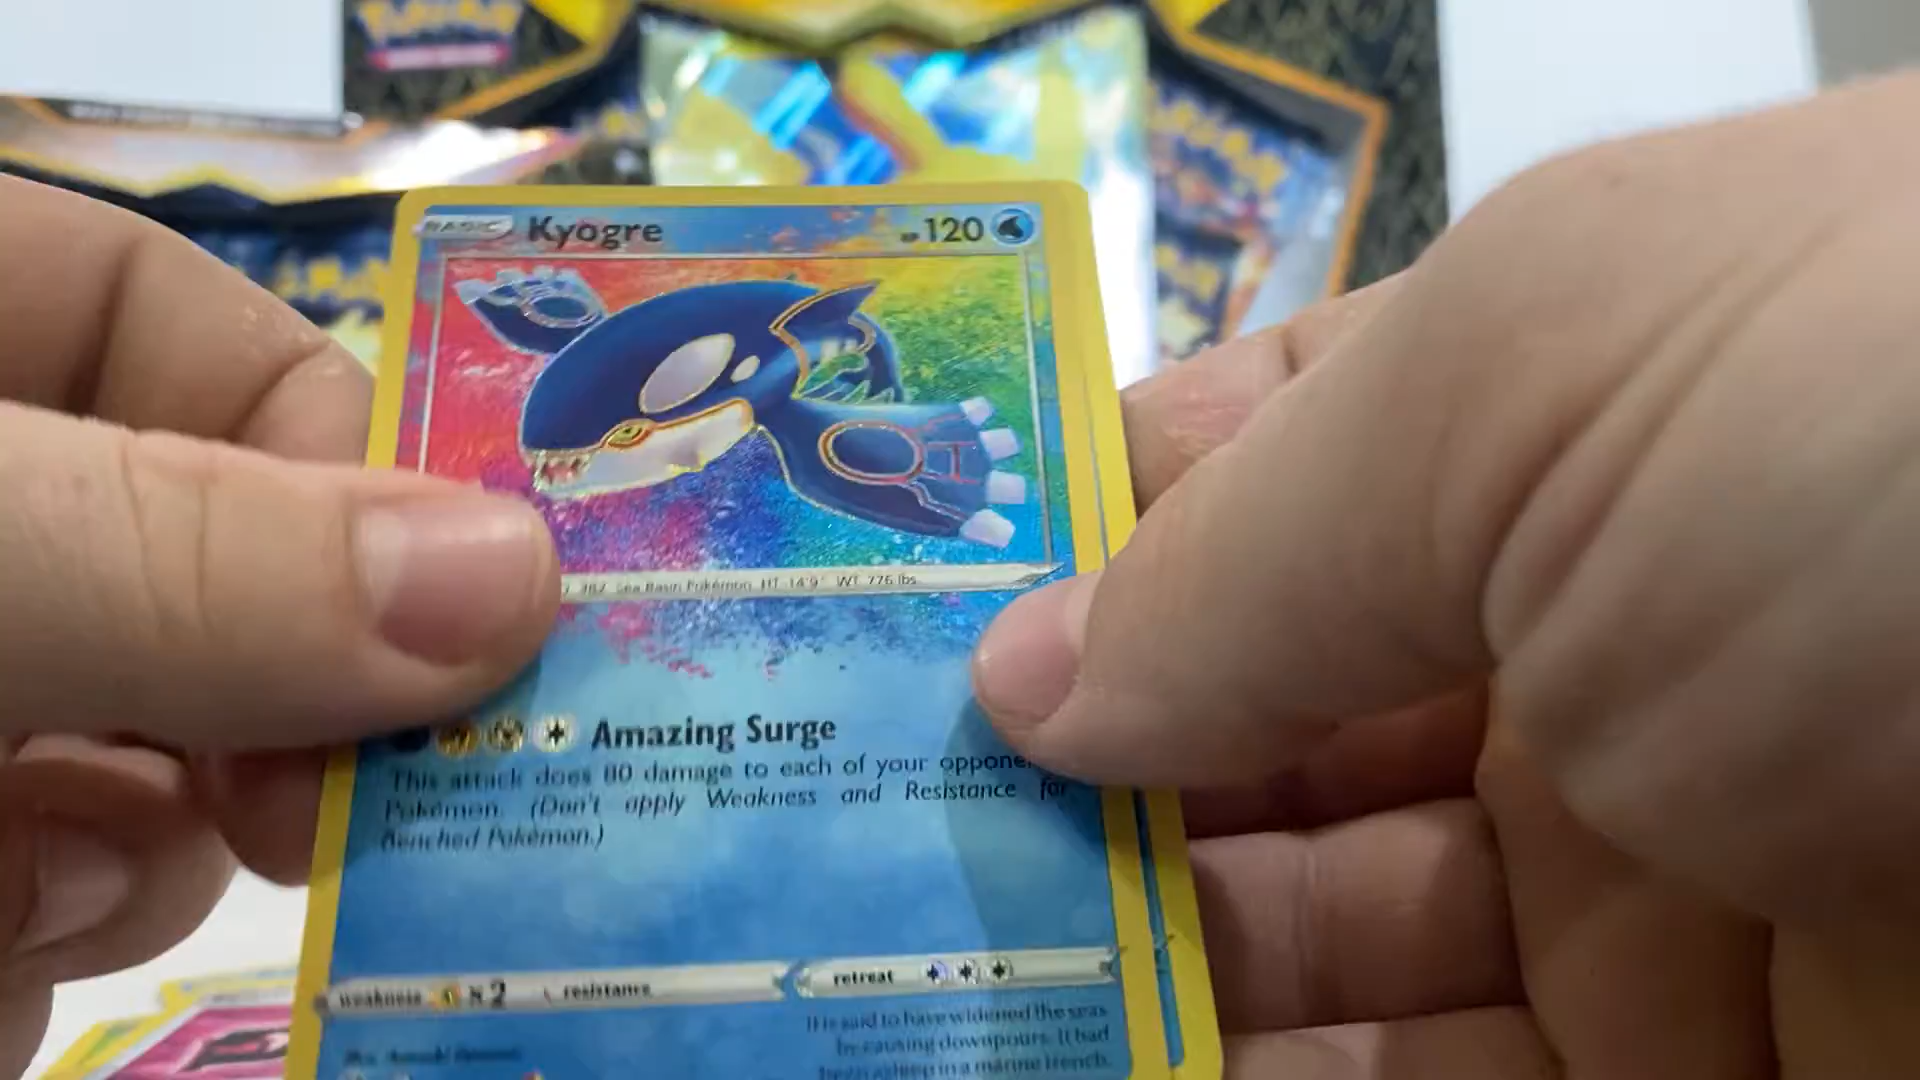 Pokémon
BASIC Kyogre HP 120
382 Sea Basin Pokémon HT 14'9" WT 776 lbs.
Amazing Surge
This attack does 80 damage to each of your
Pokémon. (Don't apply Weakness and Resistance for
Benched Pokémon.)
weakness ×2 resistance retreat
It is said to have widened the seas
by causing downpours. It had
been asleep in a marine trench.